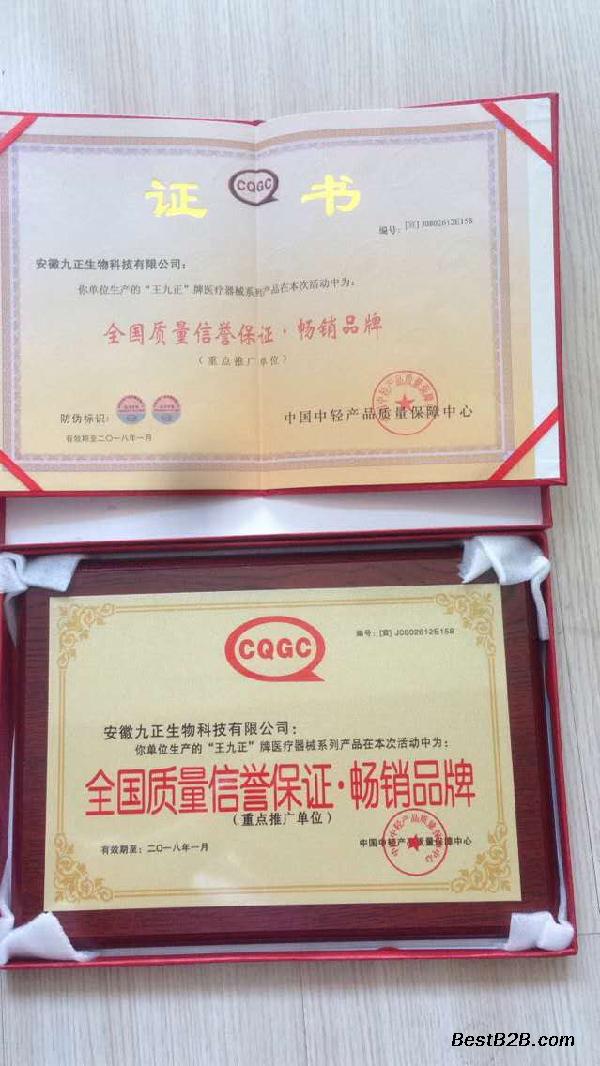 证 CQGC 书
编号：[宣] J0802612E158
安徽九正生物科技有限公司：
你单位生产的“王九正”牌医疗器械系列产品在本次活动中为：
全国质量信誉保证·畅销品牌
（重点推广单位）
防伪标识：
中国中轻产品质量保障中心
有效期至二〇一八年一月
CQGC
编号：[宣] J0802612E158
安徽九正生物科技有限公司：
你单位生产的“王九正”牌医疗器械系列产品在本次活动中为：
全国质量信誉保证·畅销品牌
（重点推广单位）
有效期至：二〇一八年一月
中国中轻产品质量保障中心
BestB2B.com